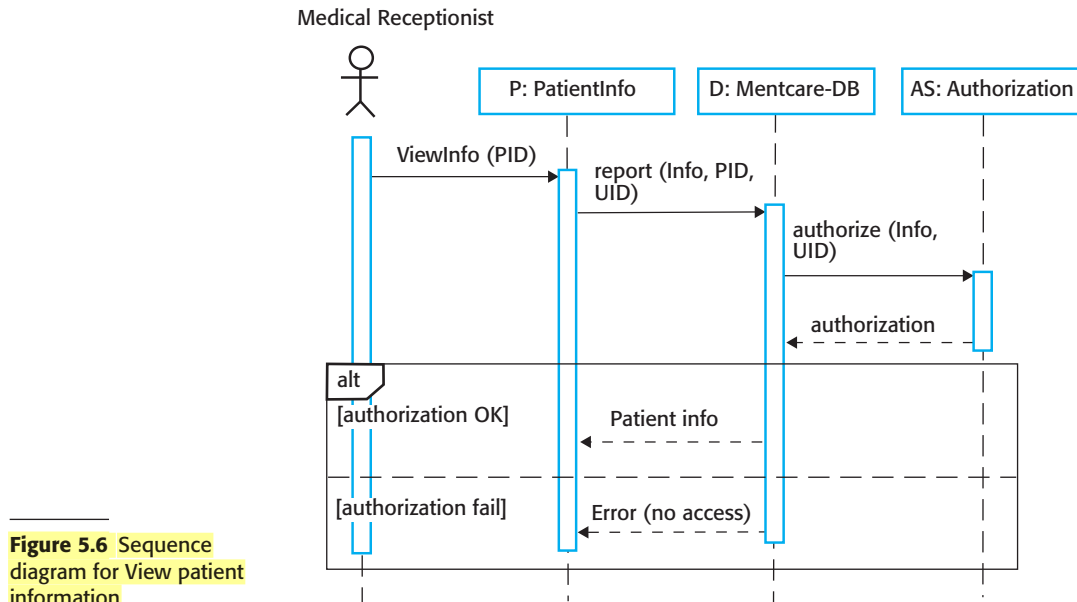 Medical Receptionist
P: PatientInfo
D: Mentcare-DB
AS: Authorization
ViewInfo (PID)
report (Info, PID,
UID)
authorize (Info,
UID)
authorization
alt
[authorization OK]
Patient info
[authorization fail]
Error (no access)
Figure 5.6 Sequence
diagram for View patient
information